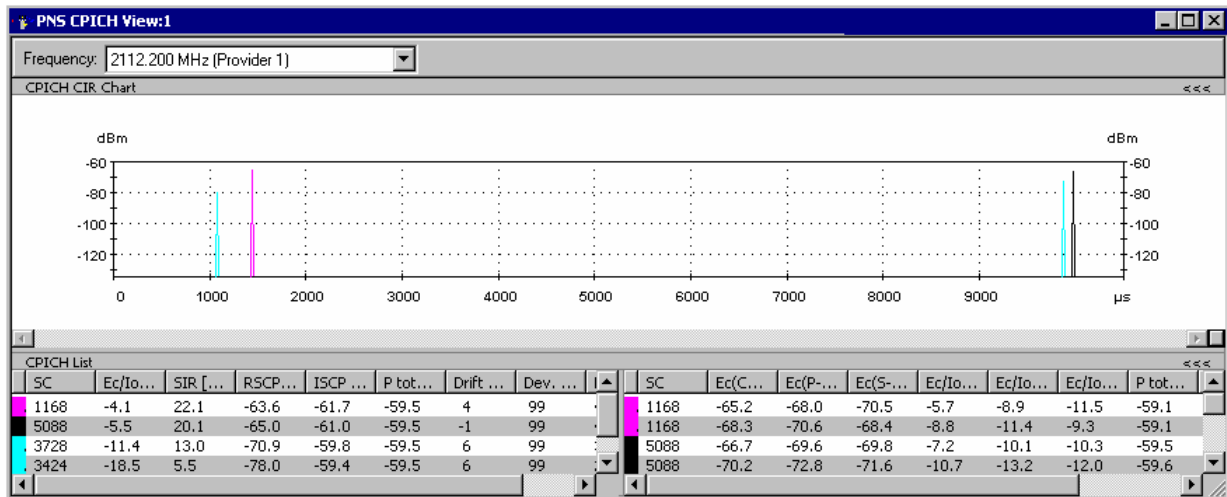 PNS CPICH View:1
Frequency: 2112.200 MHz (Provider 1)
CPICH CIR Chart <<<
dBm dBm
-60 -60
-80 -80
-100 -100
-120 -120
0 1000 2000 3000 4000 5000 6000 7000 8000 9000 µs
CPICH List <<<
SC Ec/Io... SIR [... RSCP... ISCP ... P tot... Drift ... Dev. ... SC Ec(C... Ec(P-... Ec(S-... Ec/Io... Ec/Io... Ec/Io... P tot...
1168 -4.1 22.1 -63.6 -61.7 -59.5 4 99 1168 -65.2 -68.0 -70.5 -5.7 -8.9 -11.5 -59.1
5088 -5.5 20.1 -65.0 -61.0 -59.5 -1 99 1168 -68.3 -70.6 -68.4 -8.8 -11.4 -9.3 -59.1
3728 -11.4 13.0 -70.9 -59.8 -59.5 6 99 5088 -66.7 -69.6 -69.8 -7.2 -10.1 -10.3 -59.5
3424 -18.5 5.5 -78.0 -59.4 -59.5 6 99 5088 -70.2 -72.8 -71.6 -10.7 -13.2 -12.0 -59.6